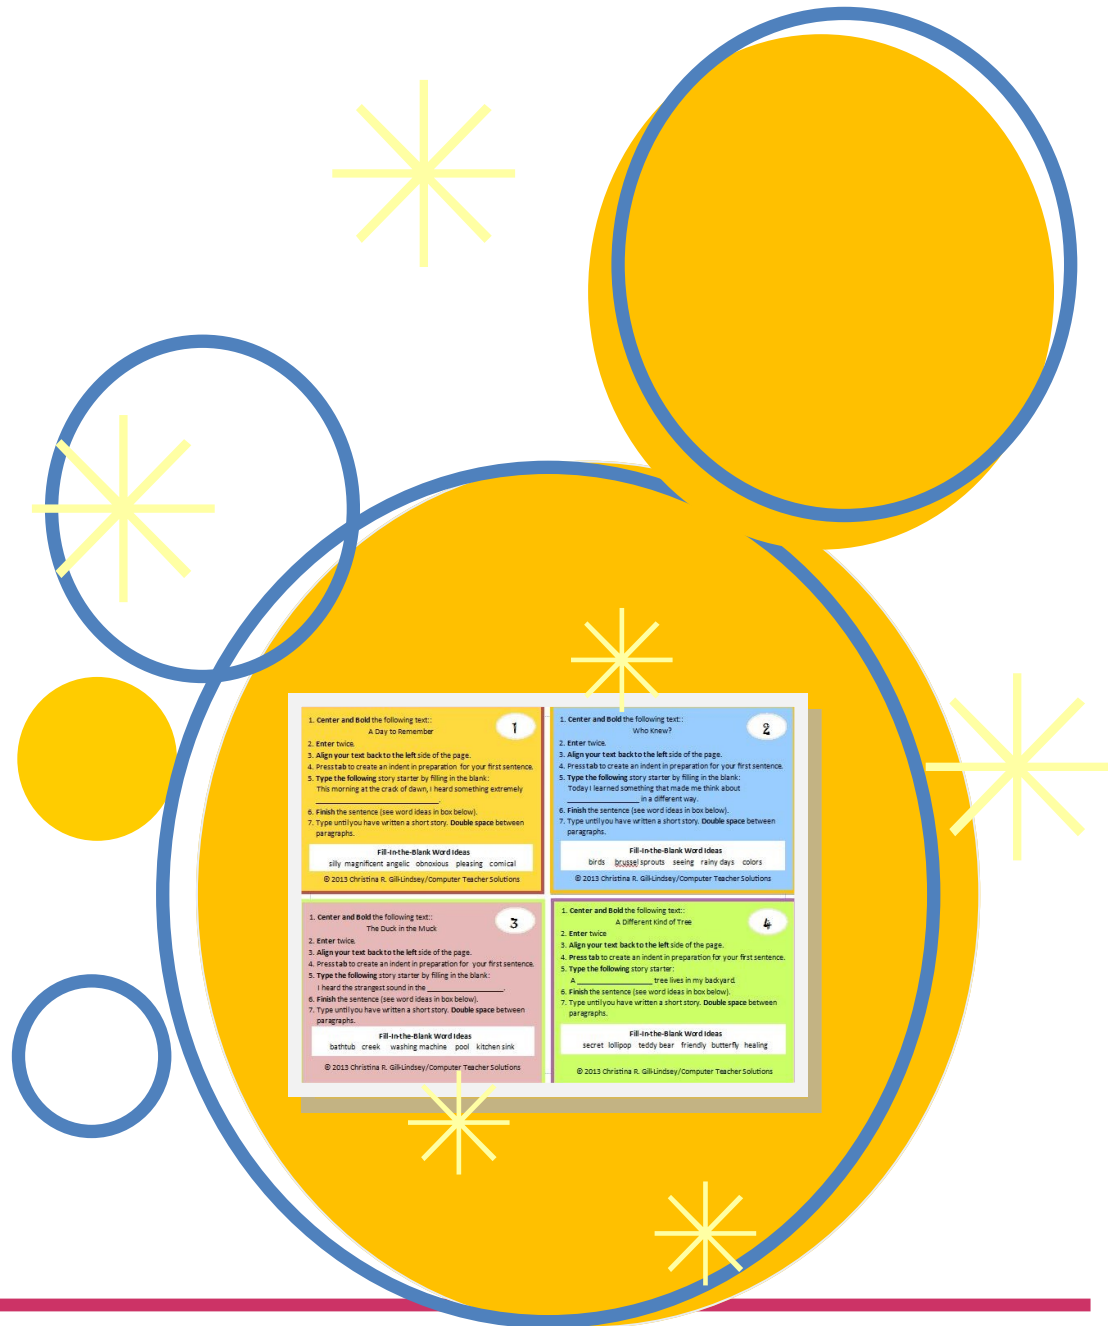 1
1. Center and Bold the following text::
A Day to Remember
2. Enter twice.
3. Align your text back to the left side of the page.
4. Press tab to create an indent in preparation for your first sentence.
5. Type the following story starter by filling in the blank:
This morning at the crack of dawn, I heard something extremely
______________________________.
6. Finish the sentence (see word ideas in box below).
7. Type until you have written a short story. Double space between
paragraphs.
Fill-In-the-Blank Word Ideas
silly magnificent angelic obnoxious pleasing comical
© 2013 Christina R. Gill-Lindsey/Computer Teacher Solutions
2
1. Center and Bold the following text::
Who Knew?
2. Enter twice.
3. Align your text back to the left side of the page.
4. Press tab to create an indent in preparation for your first sentence.
5. Type the following story starter by filling in the blank:
Today I learned something that made me think about
__________________ in a different way.
6. Finish the sentence (see word ideas in box below).
7. Type until you have written a short story. Double space between
paragraphs.
Fill-In-the-Blank Word Ideas
birds brussel sprouts seeing rainy days colors
© 2013 Christina R. Gill-Lindsey/Computer Teacher Solutions
3
1. Center and Bold the following text::
The Duck in the Muck
2. Enter twice.
3. Align your text back to the left side of the page.
4. Press tab to create an indent in preparation for your first sentence.
5. Type the following story starter by filling in the blank:
I heard the strangest sound in the ___________________.
6. Finish the sentence (see word ideas in box below).
7. Type until you have written a short story. Double space between
paragraphs.
Fill-In-the-Blank Word Ideas
bathtub creek washing machine pool kitchen sink
© 2013 Christina R. Gill-Lindsey/Computer Teacher Solutions
4
1. Center and Bold the following text::
A Different Kind of Tree
2. Enter twice
3. Align your text back to the left side of the page.
4. Press tab to create an indent in preparation for your first sentence.
5. Type the following story starter:
A ___________________ tree lives in my backyard.
6. Finish the sentence (see word ideas in box below).
7. Type until you have written a short story. Double space between
paragraphs.
Fill-In-the-Blank Word Ideas
secret lollipop teddy bear friendly butterfly healing
© 2013 Christina R. Gill-Lindsey/Computer Teacher Solutions